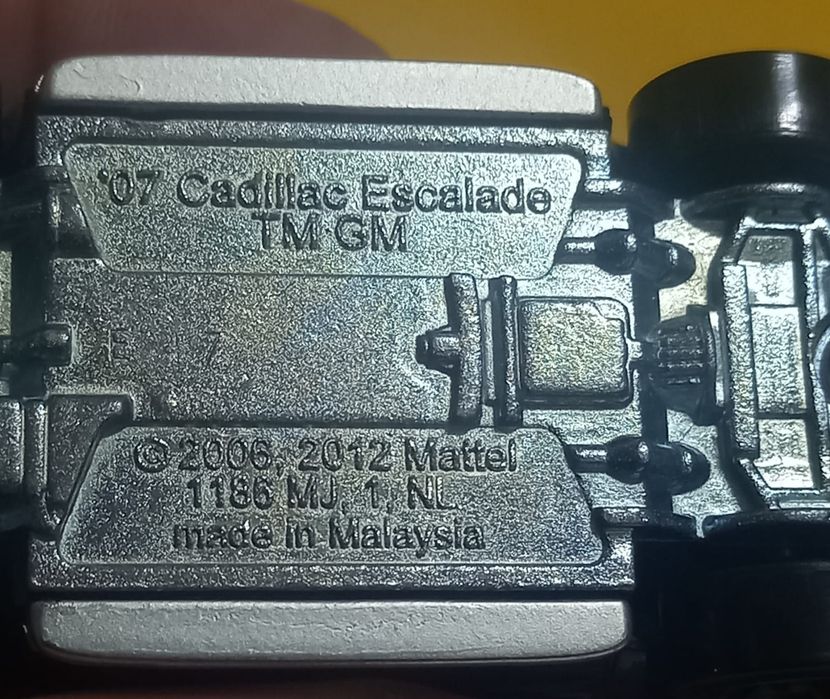 '07 Cadillac Escalade
TM GM
© 2006, 2012 Mattel
1186 MJ, 1, NL
made in Malaysia